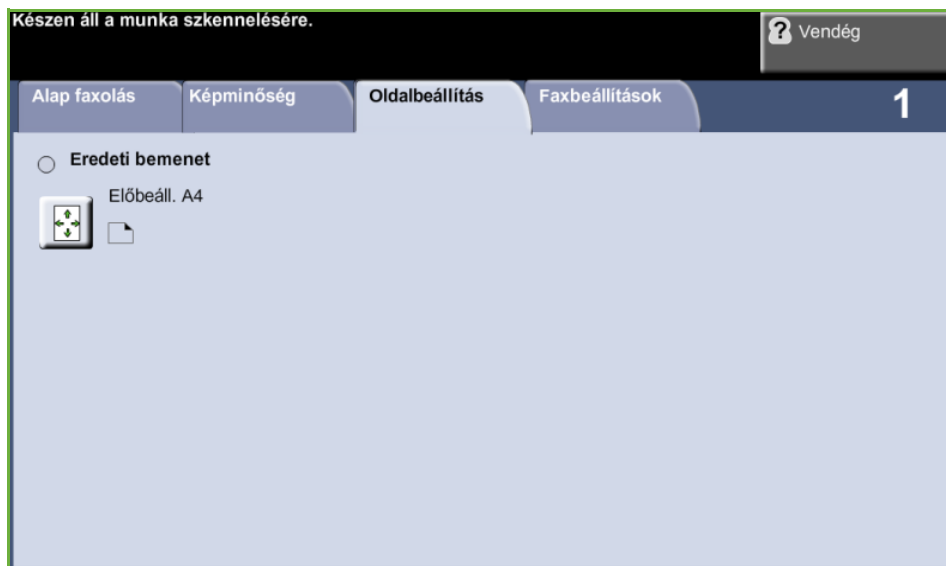 Készen áll a munka szkennelésére.
? Vendég
Alap faxolás
Képminőség
Oldalbeállítás
Faxbeállítások
1
Eredeti bemenet
Előbeáll. A4